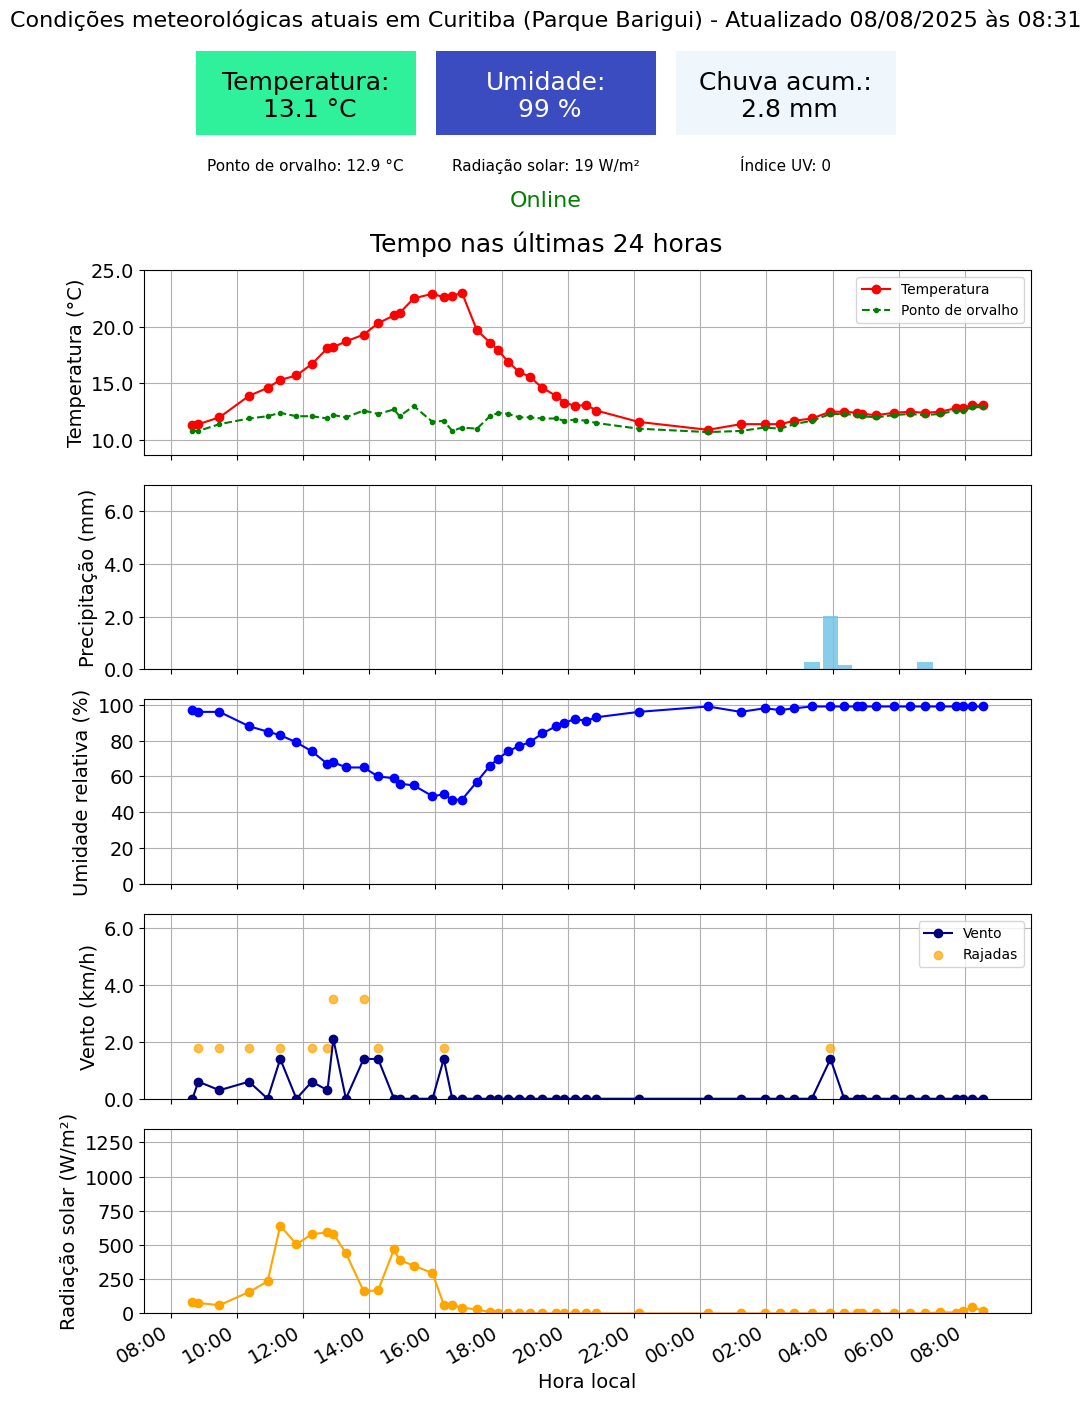 Condições meteorológicas atuais em Curitiba (Parque Barigui) - Atualizado 08/08/2025 às 08:31
Temperatura:
13.1 °C
Umidade:
99 %
Chuva acum.:
2.8 mm
Ponto de orvalho: 12.9 °C
Radiação solar: 19 W/m²
Índice UV: 0
Online
Tempo nas últimas 24 horas
Temperatura (°C)
25.0
20.0
15.0
10.0
Temperatura
Ponto de orvalho
Precipitação (mm)
6.0
4.0
2.0
0.0
Umidade relativa (%)
100
80
60
40
20
0
Vento (km/h)
6.0
4.0
2.0
0.0
Vento
Rajadas
Radiação solar (W/m²)
1250
1000
750
500
250
0
08:00
10:00
12:00
14:00
16:00
18:00
20:00
22:00
00:00
02:00
04:00
06:00
08:00
Hora local